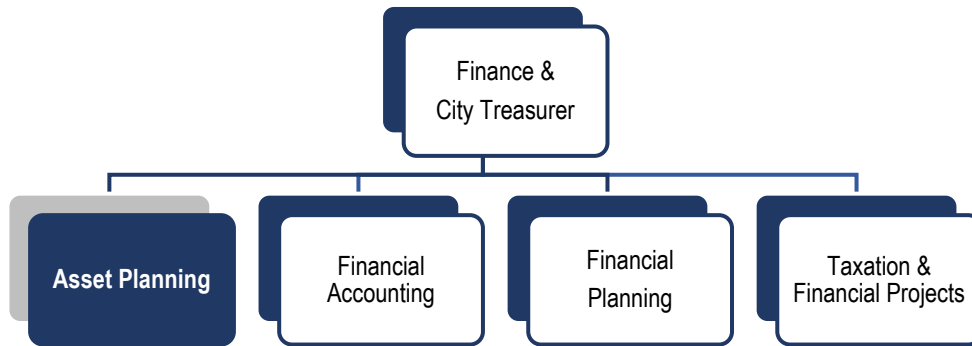 Finance &
City Treasurer
Asset Planning
Financial
Accounting
Financial
Planning
Taxation &
Financial Projects